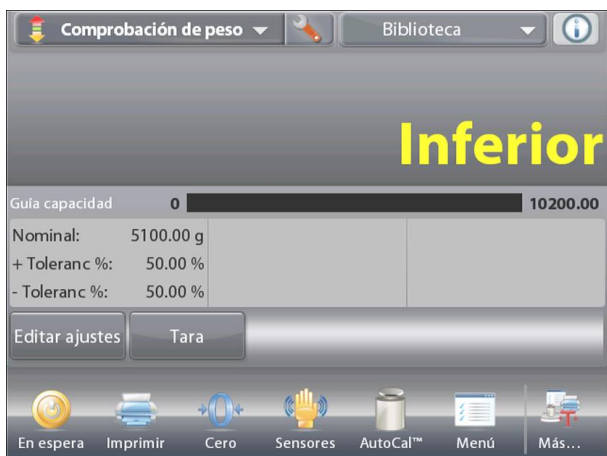 Comprobación de peso
Biblioteca
Inferior
Guía capacidad 0 10200.00
Nominal: 5100.00 g
+ Toleranc %: 50.00 %
- Toleranc %: 50.00 %
Editar ajustes Tara
En espera Imprimir Cero Sensores AutoCal™ Menú Más...